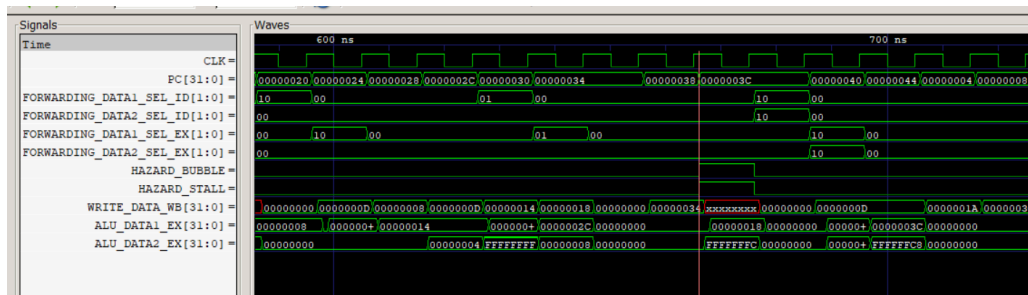 Signals
Waves
Time
600 ns
700 ns
CLK=
PC[31:0] =
00000020 00000024 00000028 0000002C 00000030 00000034 00000038 0000003C 00000040 00000044 00000004 00000008
FORWARDING_DATA1_SEL_ID[1:0] =
10 00 01 00 10 00
FORWARDING_DATA2_SEL_ID[1:0] =
00 10 00
FORWARDING_DATA1_SEL_EX[1:0] =
00 10 00 01 00 10 00
FORWARDING_DATA2_SEL_EX[1:0] =
00 10 00
HAZARD_BUBBLE=
HAZARD_STALL=
WRITE_DATA_WB[31:0] =
00000000 0000000D 00000008 0000000D 00000014 00000018 00000000 00000034 xxxxxxxx 00000000 0000000D 0000001A 0000003
ALU_DATA1_EX[31:0] =
00000008 000000+ 00000014 000000+ 0000002C 00000000 00000018 00000000 00000+ 0000003C 00000000
ALU_DATA2_EX[31:0] =
00000000 00000004 FFFFFFFF 00000008 00000000 FFFFFFFC 00000000 00000+ FFFFFFC8 00000000